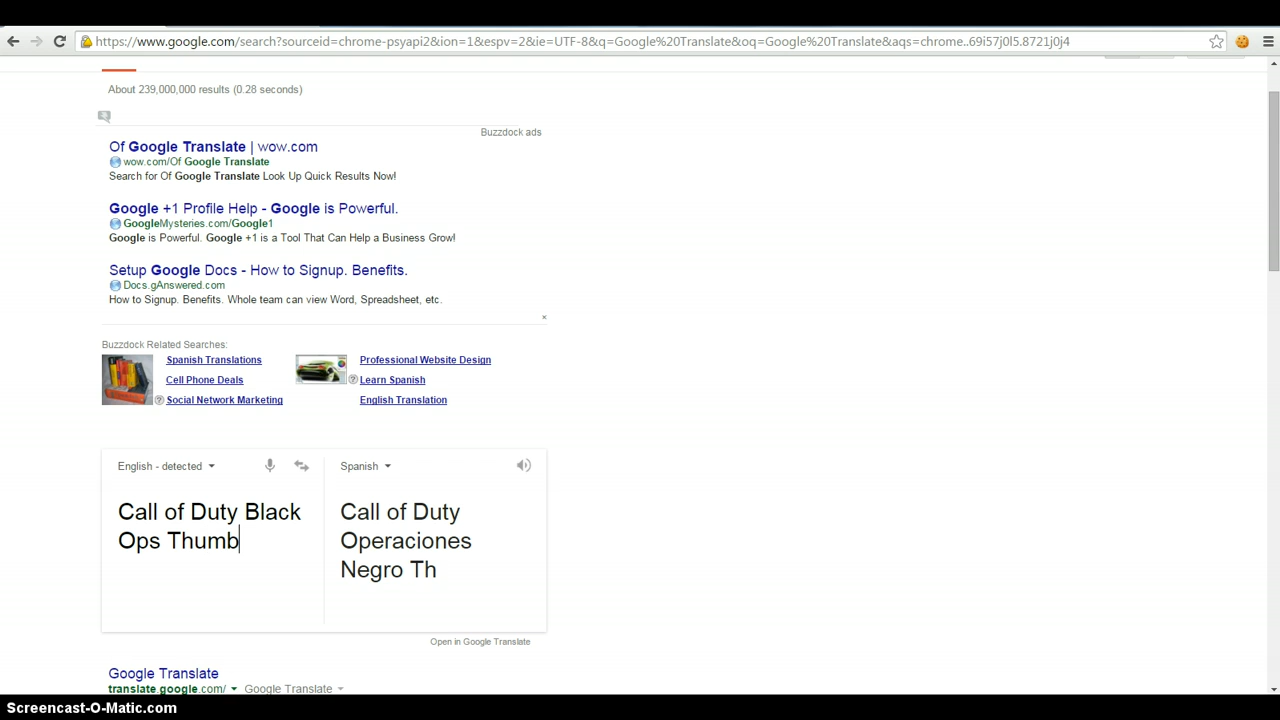 https://www.google.com/search?sourceid=chrome-psyapi2&ion=1&espv=2&ie=UTF-8&q=Google%20Translate&oq=Google%20Translate&aqs=chrome..69i57j0l5.8721j0j4
About 239,000,000 results (0.28 seconds)
Buzzdock ads
Of Google Translate | wow.com
wow.com/Of Google Translate
Search for Of Google Translate Look Up Quick Results Now!
Google +1 Profile Help - Google is Powerful.
GoogleMysteries.com/Google1
Google is Powerful. Google +1 is a Tool That Can Help a Business Grow!
Setup Google Docs - How to Signup. Benefits.
Docs.gAnswered.com
How to Signup. Benefits. Whole team can view Word, Spreadsheet, etc.
Buzzdock Related Searches:
Spanish Translations
Cell Phone Deals
Social Network Marketing
Professional Website Design
Learn Spanish
English Translation
English - detected
Call of Duty Black
Ops Thumb
Spanish
Call of Duty
Operaciones
Negro Th
Open in Google Translate
Google Translate
translate.google.com/ Google Translate
Screencast-O-Matic.com